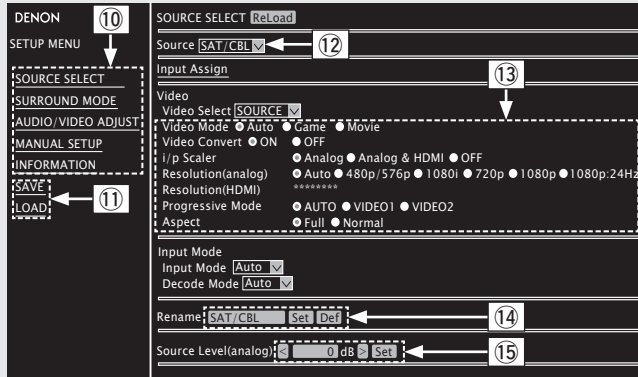 DENON
⑩
SETUP MENU
SOURCE SELECT
SURROUND MODE
AUDIO/VIDEO ADJUST
MANUAL SETUP
INFORMATION
SAVE
LOAD
⑪
SOURCE SELECT ReLoad
Source SAT/CBL
⑫
Input Assign
⑬
Video
Video Select SOURCE
Video Mode Auto Game Movie
Video Convert ON OFF
i/p Scaler Analog Analog & HDMI OFF
Resolution(analog) Auto 480p/576p 1080i 720p 1080p 1080p:24Hz
Resolution(HDMI) ********
Progressive Mode AUTO VIDEO1 VIDEO2
Aspect Full Normal
Input Mode
Input Mode Auto
Decode Mode Auto
Rename SAT/CBL Set Def
⑭
Source Level(analog) < 0 dB > Set
⑮